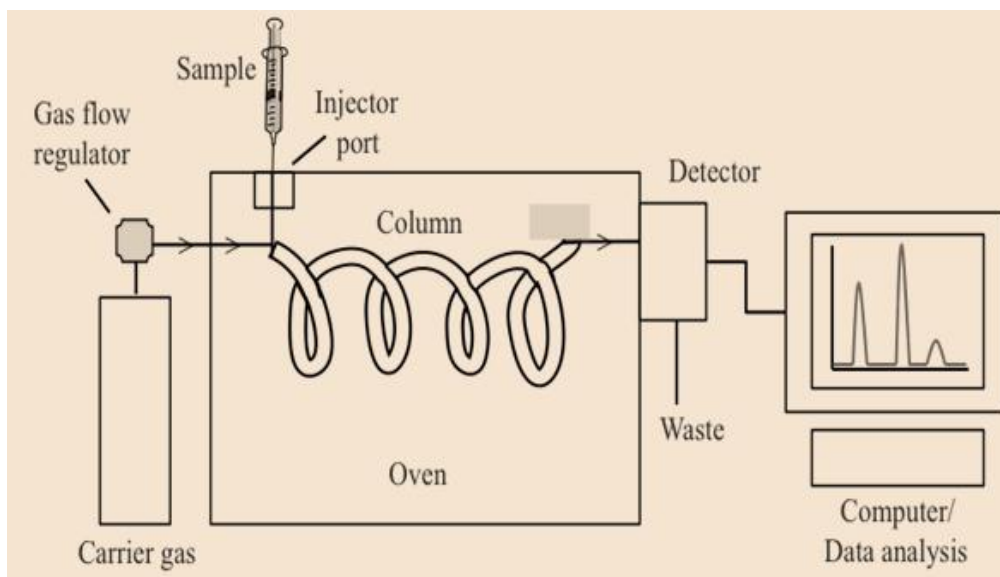 Sample
Gas flow
regulator
Injector
port
Detector
Column
Oven
Waste
Carrier gas
Computer/
Data analysis